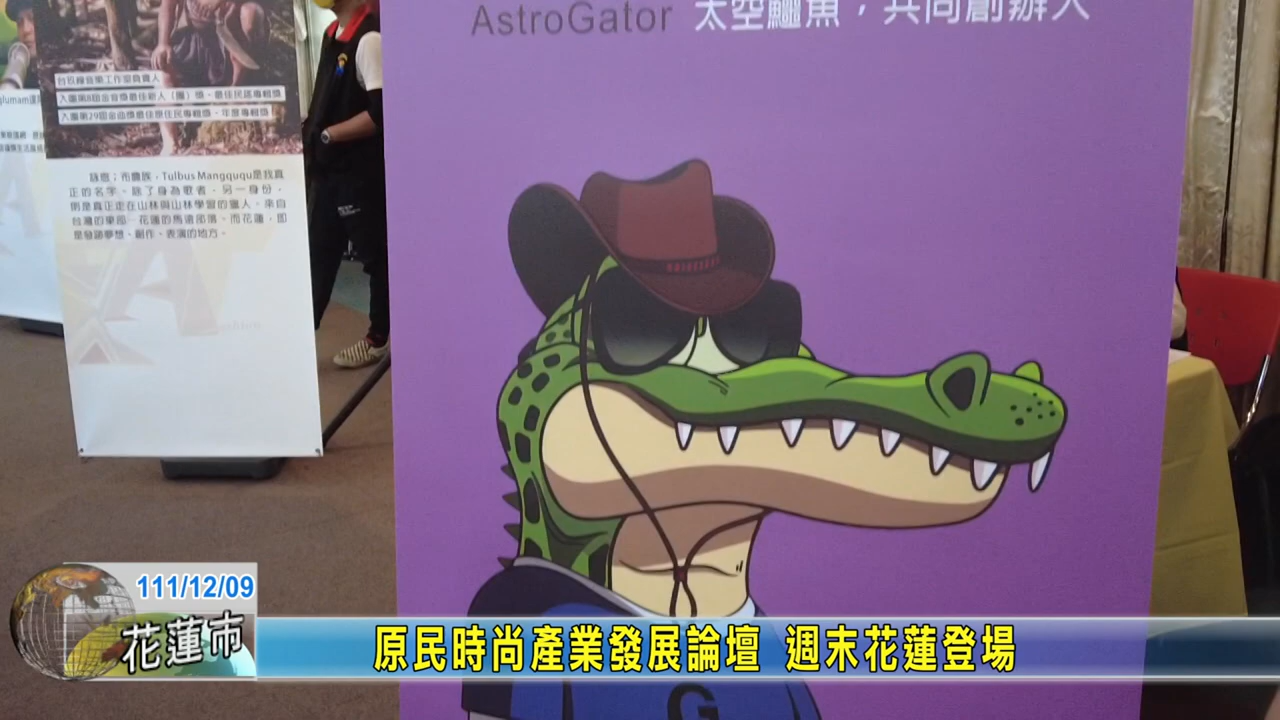 AstroGator 太空鱷魚，共同創辦人
台玖線音樂工作室負責人
入圍第8屆金音獎最佳新人（團）獎、最佳民謠專輯獎
入圍第29屆金曲獎最佳原住民專輯獎、年度專輯獎
詠恩；布農族，Tulbus Mangququ是我真
正的名字。除了身為歌者，另一身份，
則是真正走在山林與山林學習的獵人。來自
台灣的東部—花蓮的馬遠部落。而花蓮，即
是發跡夢想、創作、表演的地方。
G
111/12/09
花蓮市
原民時尚產業發展論壇 週末花蓮登場